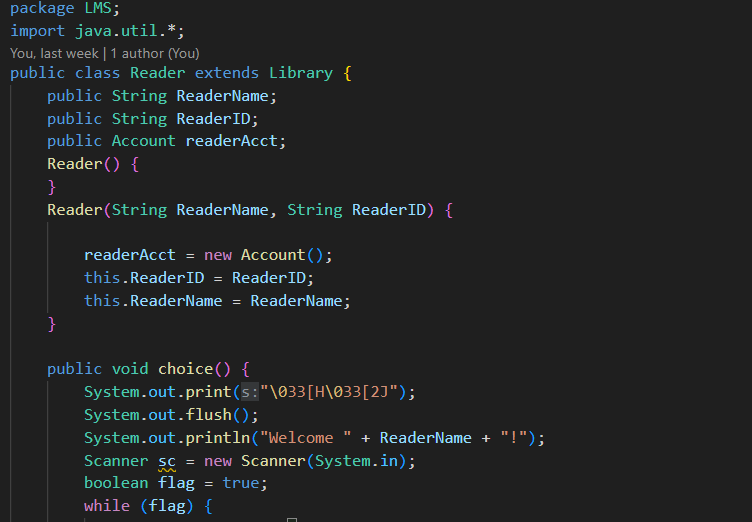 package LMS;
import java.util.*;
You, last week | 1 author (You)
public class Reader extends Library {
    public String ReaderName;
    public String ReaderID;
    public Account readerAcct;
    Reader() {
    }
    Reader(String ReaderName, String ReaderID) {
        readerAcct = new Account();
        this.ReaderID = ReaderID;
        this.ReaderName = ReaderName;
    }
    public void choice() {
        System.out.print(s:"\033[H\033[2J");
        System.out.flush();
        System.out.println("Welcome " + ReaderName + "!");
        Scanner sc = new Scanner(System.in);
        boolean flag = true;
        while (flag) {